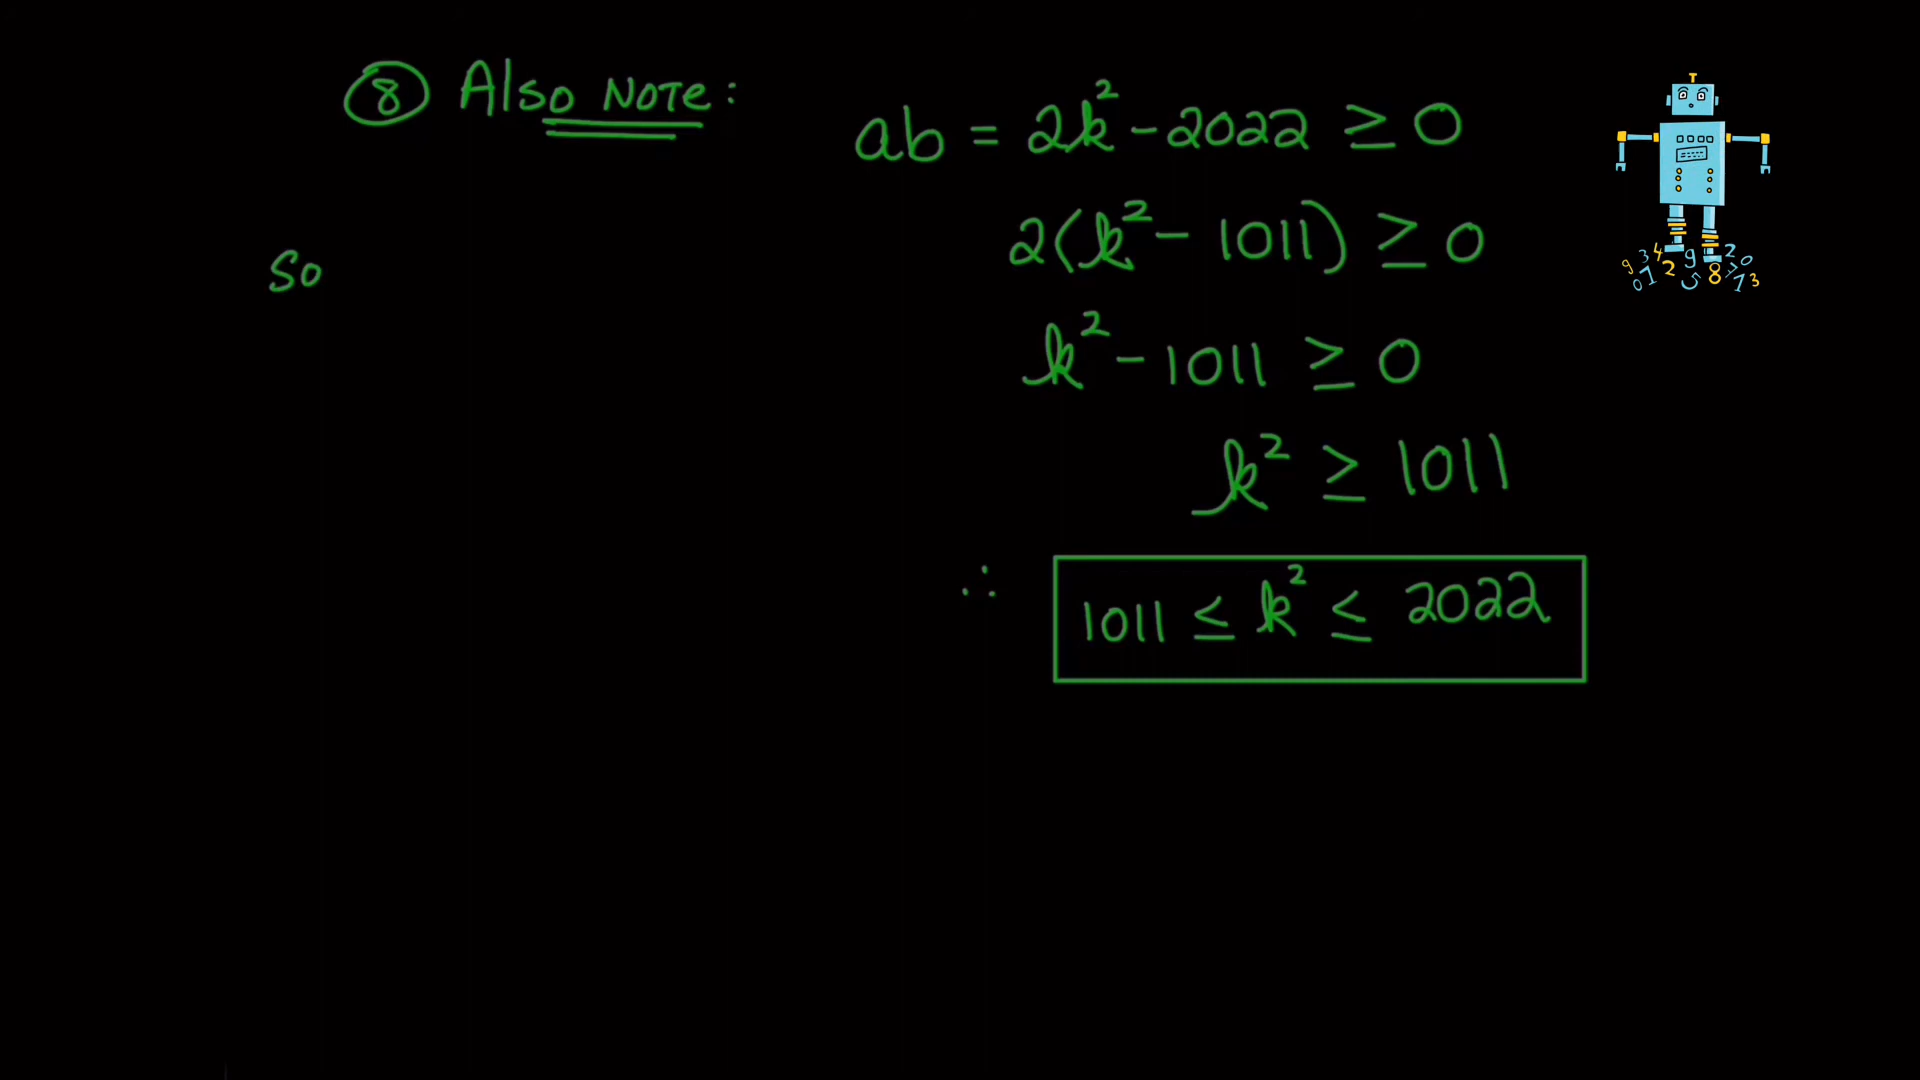 ⑧ Also Note: ab = 2k² - 2022 ≥ 0
So 2(k² - 1011) ≥ 0
k² - 1011 ≥ 0
k² ≥ 1011
∴ 1011 ≤ k² ≤ 2022